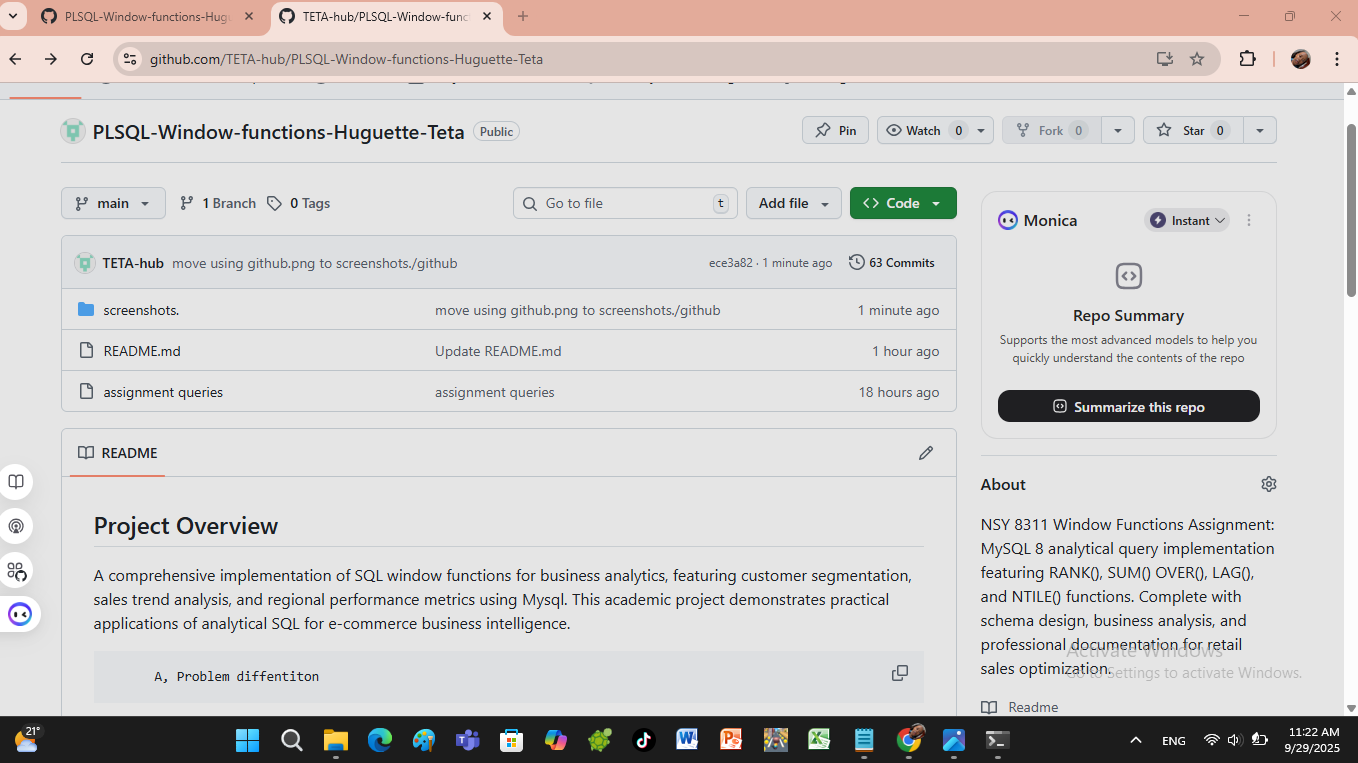 PLSQL-Window-functions-Hugu
TETA-hub/PLSQL-Window-func
github.com/TETA-hub/PLSQL-Window-functions-Huguette-Teta
PLSQL-Window-functions-Huguette-Teta Public
Pin
Watch 0
Fork 0
Star 0
main
1 Branch
0 Tags
Go to file t
Add file
Code
TETA-hub move using github.png to screenshots./github
ece3a82 · 1 minute ago
63 Commits
screenshots. move using github.png to screenshots./github 1 minute ago
README.md Update README.md 1 hour ago
assignment queries assignment queries 18 hours ago
README
Project Overview
A comprehensive implementation of SQL window functions for business analytics, featuring customer segmentation,
sales trend analysis, and regional performance metrics using Mysql. This academic project demonstrates practical
applications of analytical SQL for e-commerce business intelligence.
A, Problem diffentiton
Monica
Instant
Repo Summary
Supports the most advanced models to help you
quickly understand the contents of the repo
Summarize this repo
About
NSY 8311 Window Functions Assignment:
MySQL 8 analytical query implementation
featuring RANK(), SUM() OVER(), LAG(),
and NTILE() functions. Complete with
schema design, business analysis, and
professional documentation for retail
sales optimization.
Readme
Activate Windows
Go to Settings to activate Windows.
21°
ENG
11:22 AM
9/29/2025